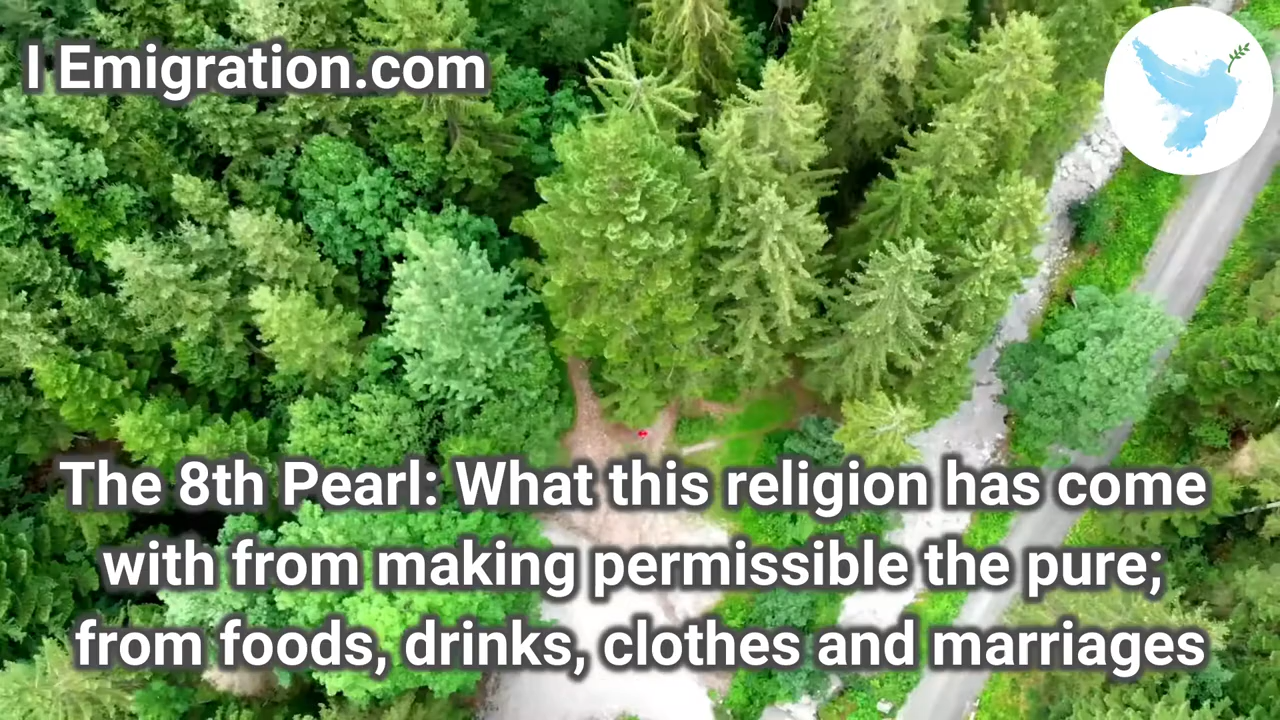 I Emigration.com
The 8th Pearl: What this religion has come
with from making permissible the pure;
from foods, drinks, clothes and marriages